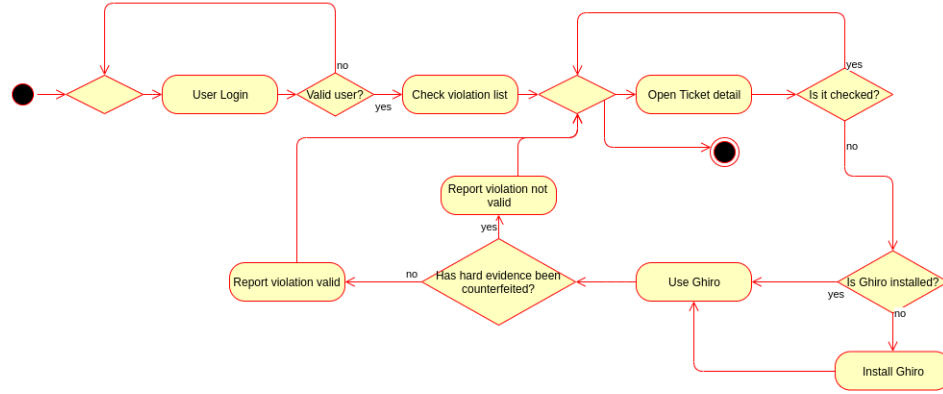 no
yes
User Login
Valid user?
Check violation list
Open Ticket detail
Is it checked?
yes
no
Report violation not
valid
yes
Has hard evidence been
counterfeited?
no
Report violation valid
Use Ghiro
Is Ghiro installed?
yes
no
Install Ghiro